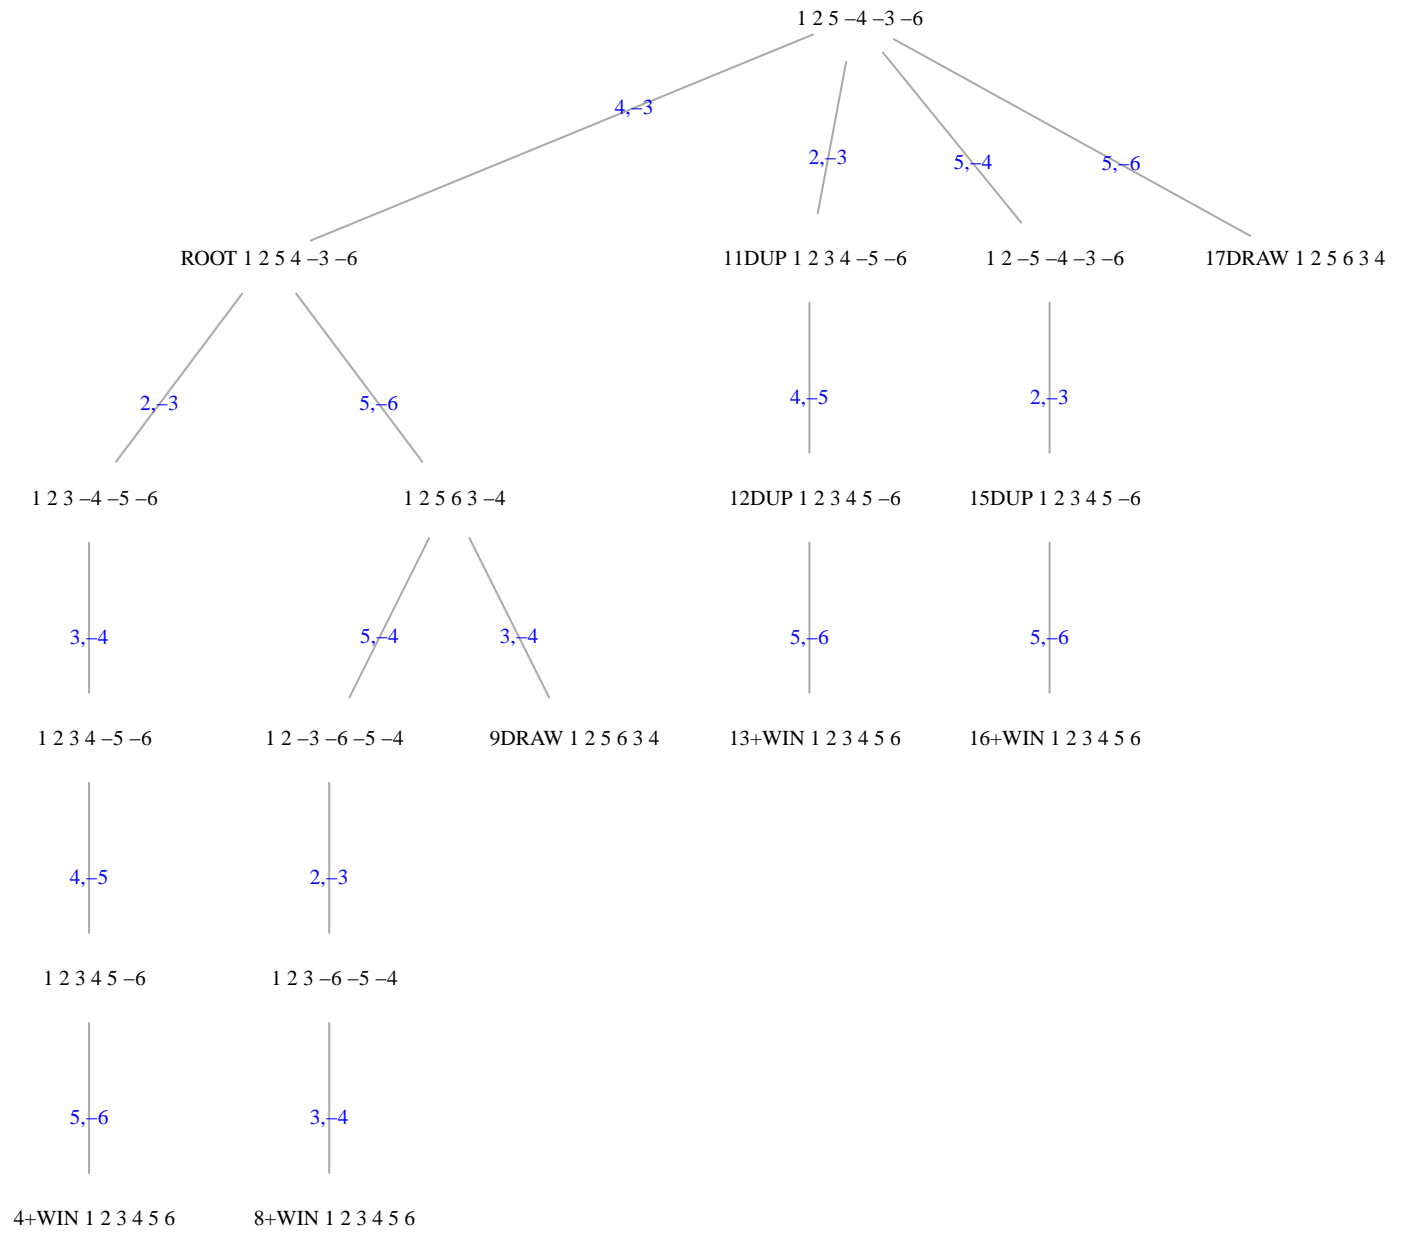 1 2 5 –4 –3 –6
4,–3
2,–3
5,–4
5,–6
ROOT 1 2 5 4 –3 –6
11DUP 1 2 3 4 –5 –6
1 2 –5 –4 –3 –6
17DRAW 1 2 5 6 3 4
2,–3
5,–6
4,–5
2,–3
1 2 3 –4 –5 –6
1 2 5 6 3 –4
12DUP 1 2 3 4 5 –6
15DUP 1 2 3 4 5 –6
3,–4
5,–4
3,–4
5,–6
5,–6
1 2 3 4 –5 –6
1 2 –3 –6 –5 –4
9DRAW 1 2 5 6 3 4
13+WIN 1 2 3 4 5 6
16+WIN 1 2 3 4 5 6
4,–5
2,–3
1 2 3 4 5 –6
1 2 3 –6 –5 –4
5,–6
3,–4
4+WIN 1 2 3 4 5 6
8+WIN 1 2 3 4 5 6